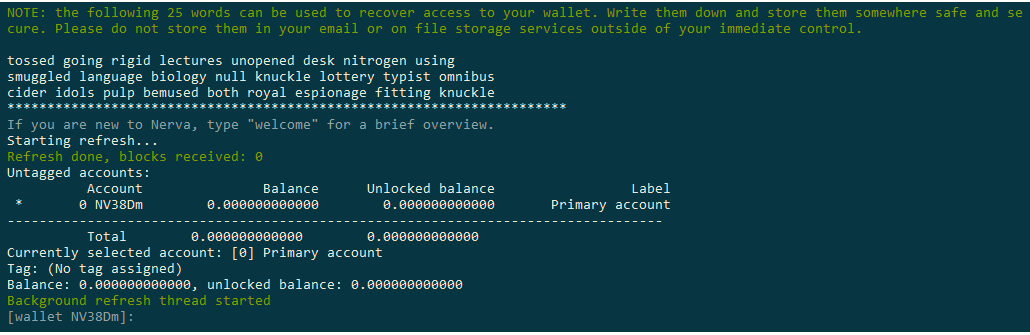 NOTE: the following 25 words can be used to recover access to your wallet. Write them down and store them somewhere safe and se
cure. Please do not store them in your email or on file storage services outside of your immediate control.
tossed going rigid lectures unopened desk nitrogen using
smuggled language biology null knuckle lottery typist omnibus
cider idols pulp bemused both royal espionage fitting knuckle
**********************************************************************
If you are new to Nerva, type "welcome" for a brief overview.
Starting refresh...
Refresh done, blocks received: 0
Untagged accounts:
Account Balance Unlocked balance Label
* 0 NV38Dm 0.000000000000 0.000000000000 Primary account
----------------------------------------------------------------------------------
Total 0.000000000000 0.000000000000
Currently selected account: [0] Primary account
Tag: (No tag assigned)
Balance: 0.000000000000, unlocked balance: 0.000000000000
Background refresh thread started
[wallet NV38Dm]: